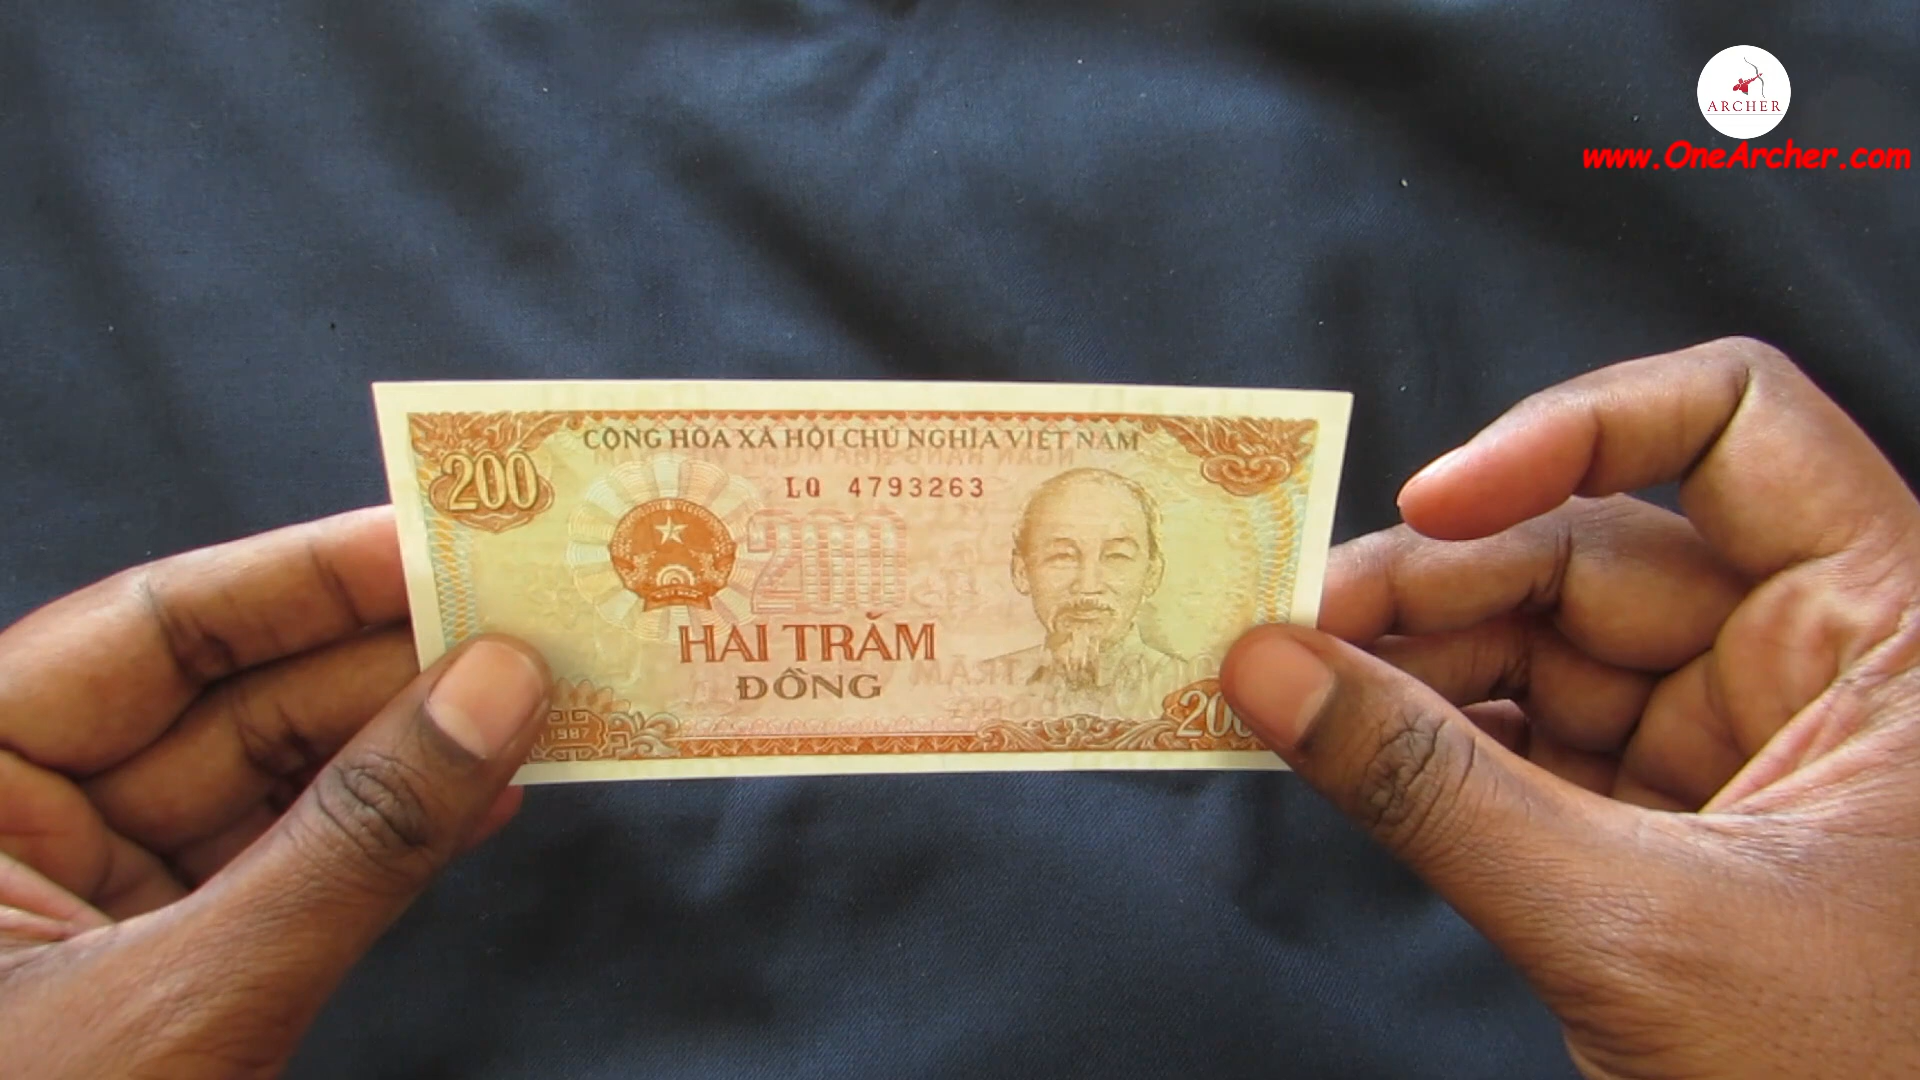 ARCHER
www.OneArcher.com
CỘNG HÒA XÃ HỘI CHỦ NGHĨA VIỆT NAM
200
LQ 4793263
200
HAI TRĂM
ĐỒNG
1987